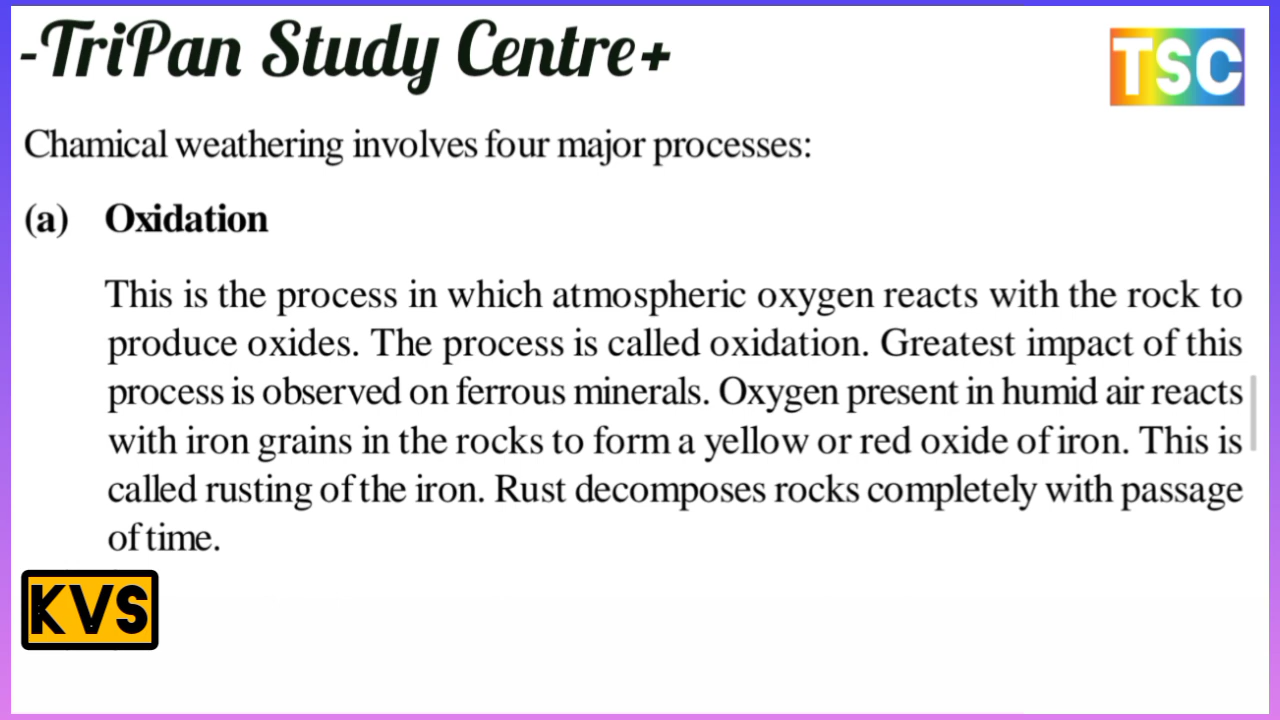 -TriPan Study Centre+
TSC
Chamical weathering involves four major processes:
(a) Oxidation
This is the process in which atmospheric oxygen reacts with the rock to
produce oxides. The process is called oxidation. Greatest impact of this
process is observed on ferrous minerals. Oxygen present in humid air reacts
with iron grains in the rocks to form a yellow or red oxide of iron. This is
called rusting of the iron. Rust decomposes rocks completely with passage
of time.
KVS